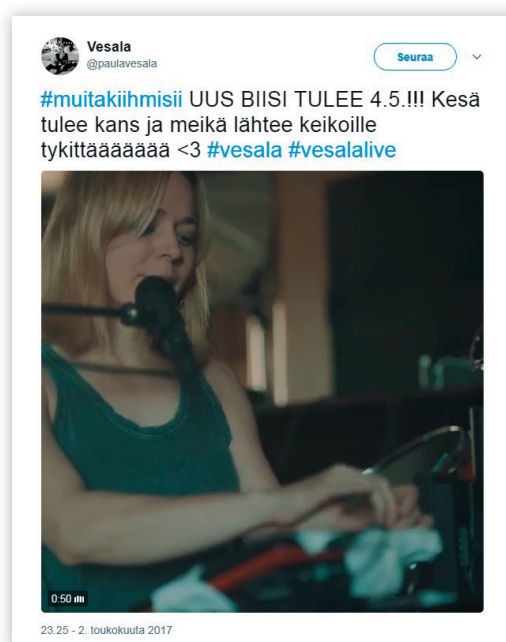 Vesala
@paulavesala
Seuraa
#muitakiihmisii UUS BIISI TULEE 4.5.!!! Kesä
tulee kans ja meikä lähtee keikoille
tykittäääääää <3 #vesala #vesalalive
0:50
23.25 - 2. toukokuuta 2017